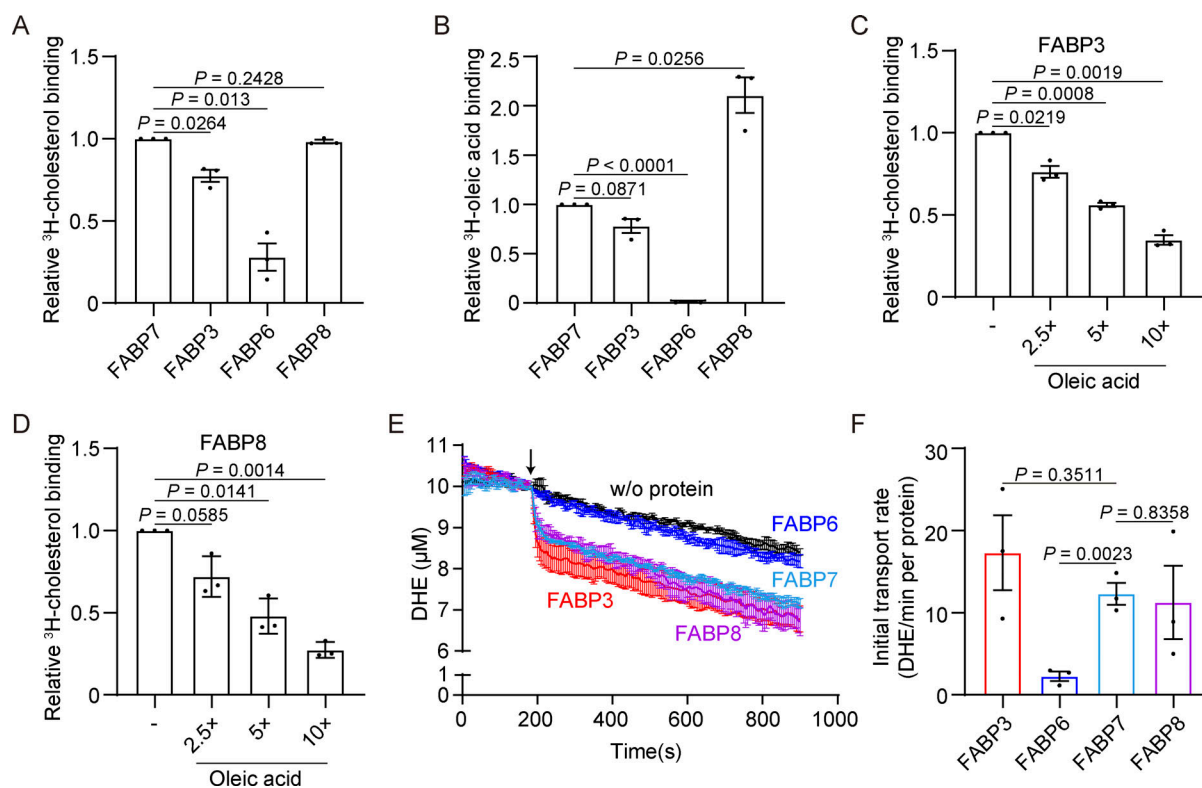 A
Relative ³H-cholesterol binding
1.5
1.0
0.5
0
P = 0.2428
P = 0.013
P = 0.0264
FABP7
FABP3
FABP6
FABP8
B
Relative ³H-oleic acid binding
2.5
2.0
1.5
1.0
0.5
0
P = 0.0256
P < 0.0001
P = 0.0871
FABP7
FABP3
FABP6
FABP8
C
FABP3
Relative ³H-cholesterol binding
1.5
1.0
0.5
0
P = 0.0019
P = 0.0008
P = 0.0219
-
2.5×
5×
10×
Oleic acid
D
FABP8
Relative ³H-cholesterol binding
1.5
1.0
0.5
0
P = 0.0014
P = 0.0141
P = 0.0585
-
2.5×
5×
10×
Oleic acid
E
DHE (µM)
11
10
9
8
7
6
1
0
w/o protein
FABP6
FABP7
FABP3
FABP8
0
200
400
600
800
1000
Time(s)
F
Initial transport rate
(DHE/min per protein)
30
20
10
0
P = 0.3511
P = 0.8358
P = 0.0023
FABP3
FABP6
FABP7
FABP8